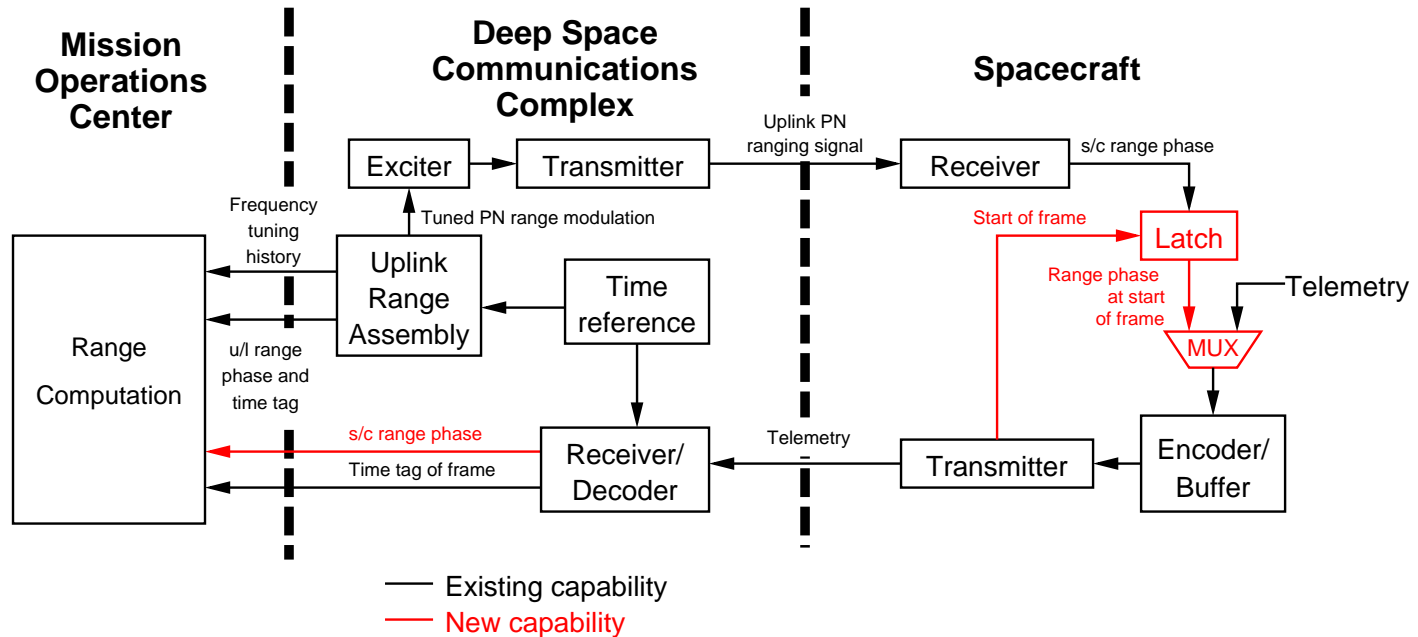 Mission
Operations
Center
Deep Space
Communications
Complex
Spacecraft
Uplink PN
ranging signal
s/c range phase
Exciter
Transmitter
Receiver
Frequency
tuning
history
Tuned PN range modulation
Start of frame
Latch
Uplink
Range
Assembly
Time
reference
Range phase
at start
of frame
Telemetry
MUX
Range
Computation
u/l range
phase and
time tag
s/c range phase
Time tag of frame
Receiver/
Decoder
Telemetry
Transmitter
Encoder/
Buffer
Existing capability
New capability